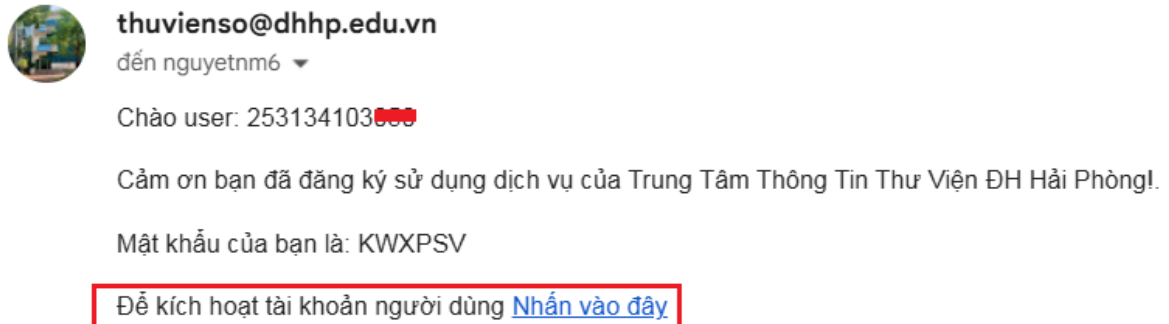 thuvienso@dhhp.edu.vn
đến nguyetnm6
Chào user: 253134103
Cảm ơn bạn đã đăng ký sử dụng dịch vụ của Trung Tâm Thông Tin Thư Viện ĐH Hải Phòng!.
Mật khẩu của bạn là: KWXPSV
Để kích hoạt tài khoản người dùng Nhấn vào đây